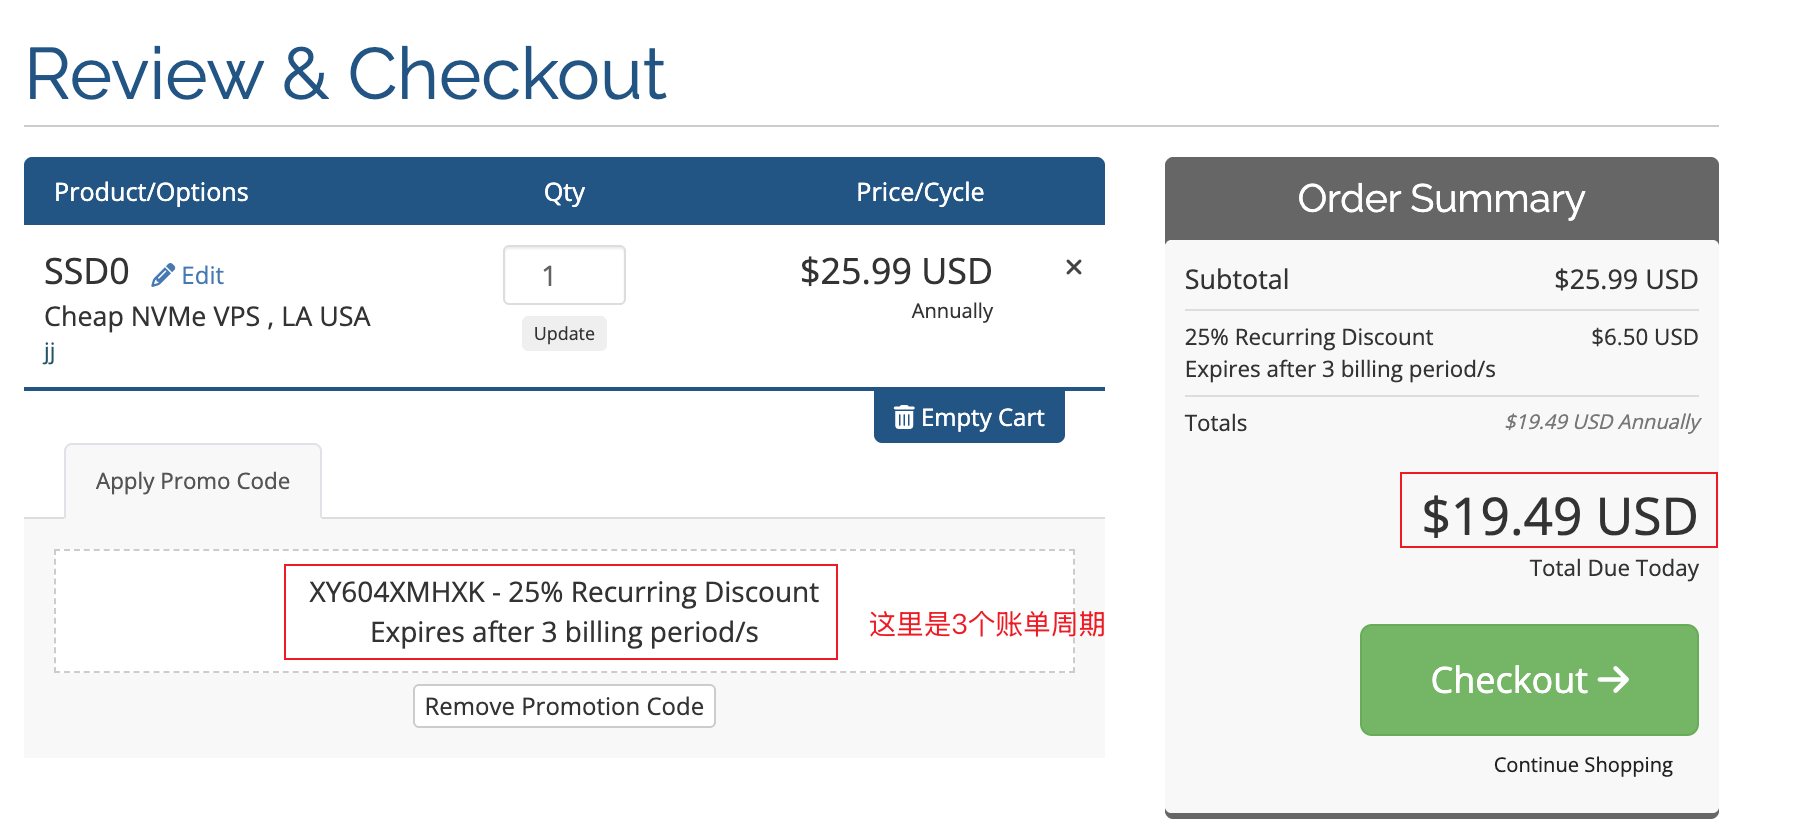 Review & Checkout
Product/Options Qty Price/Cycle
SSD0 Edit 1 $25.99 USD ×
Cheap NVMe VPS , LA USA Annually
jj Update
Empty Cart
Apply Promo Code
XY604XMHXK - 25% Recurring Discount
Expires after 3 billing period/s
这里是3个账单周期
Remove Promotion Code
Order Summary
Subtotal $25.99 USD
25% Recurring Discount $6.50 USD
Expires after 3 billing period/s
Totals $19.49 USD Annually
$19.49 USD
Total Due Today
Checkout →
Continue Shopping